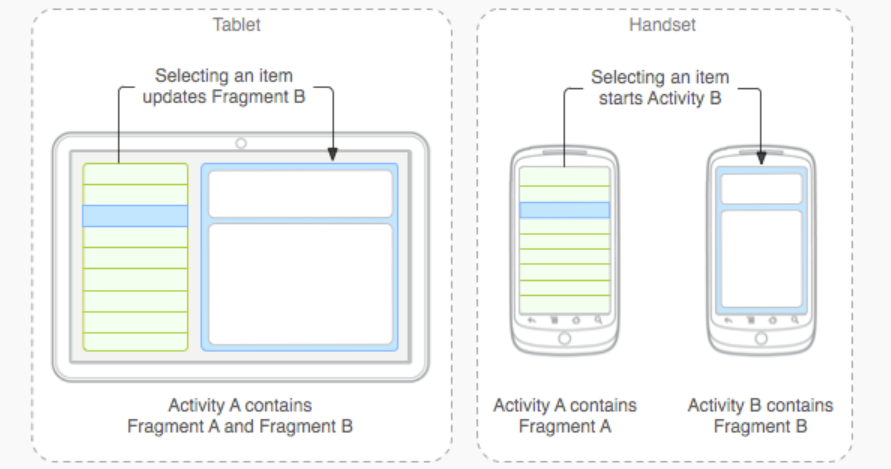 Tablet
Selecting an item
updates Fragment B
Activity A contains
Fragment A and Fragment B
Handset
Selecting an item
starts Activity B
Activity A contains
Fragment A
Activity B contains
Fragment B